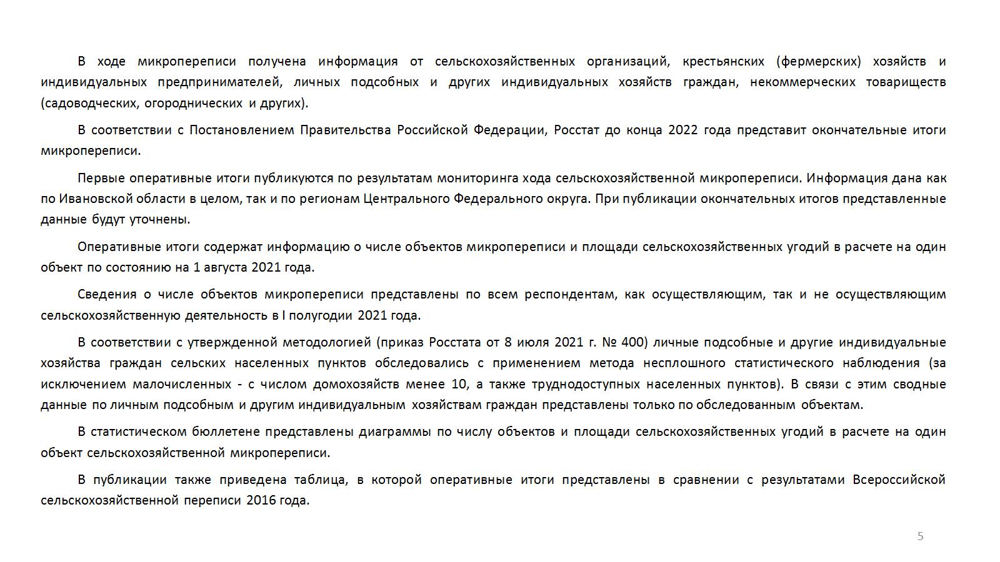 В ходе микропереписи получена информация от сельскохозяйственных организаций, крестьянских (фермерских) хозяйств и
индивидуальных предпринимателей, личных подсобных и других индивидуальных хозяйств граждан, некоммерческих товариществ
(садоводческих, огороднических и других).
В соответствии с Постановлением Правительства Российской Федерации, Росстат до конца 2022 года представит окончательные итоги
микропереписи.
Первые оперативные итоги публикуются по результатам мониторинга хода сельскохозяйственной микропереписи. Информация дана как
по Ивановской области в целом, так и по регионам Центрального Федерального округа. При публикации окончательных итогов представленные
данные будут уточнены.
Оперативные итоги содержат информацию о числе объектов микропереписи и площади сельскохозяйственных угодий в расчете на один
объект по состоянию на 1 августа 2021 года.
Сведения о числе объектов микропереписи представлены по всем респондентам, как осуществляющим, так и не осуществляющим
сельскохозяйственную деятельность в I полугодии 2021 года.
В соответствии с утвержденной методологией (приказ Росстата от 8 июля 2021 г. № 400) личные подсобные и другие индивидуальные
хозяйства граждан сельских населенных пунктов обследовались с применением метода несплошного статистического наблюдения (за
исключением малочисленных - с числом домохозяйств менее 10, а также труднодоступных населенных пунктов). В связи с этим сводные
данные по личным подсобным и другим индивидуальным хозяйствам граждан представлены только по обследованным объектам.
В статистическом бюллетене представлены диаграммы по числу объектов и площади сельскохозяйственных угодий в расчете на один
объект сельскохозяйственной микропереписи.
В публикации также приведена таблица, в которой оперативные итоги представлены в сравнении с результатами Всероссийской
сельскохозяйственной переписи 2016 года.
5